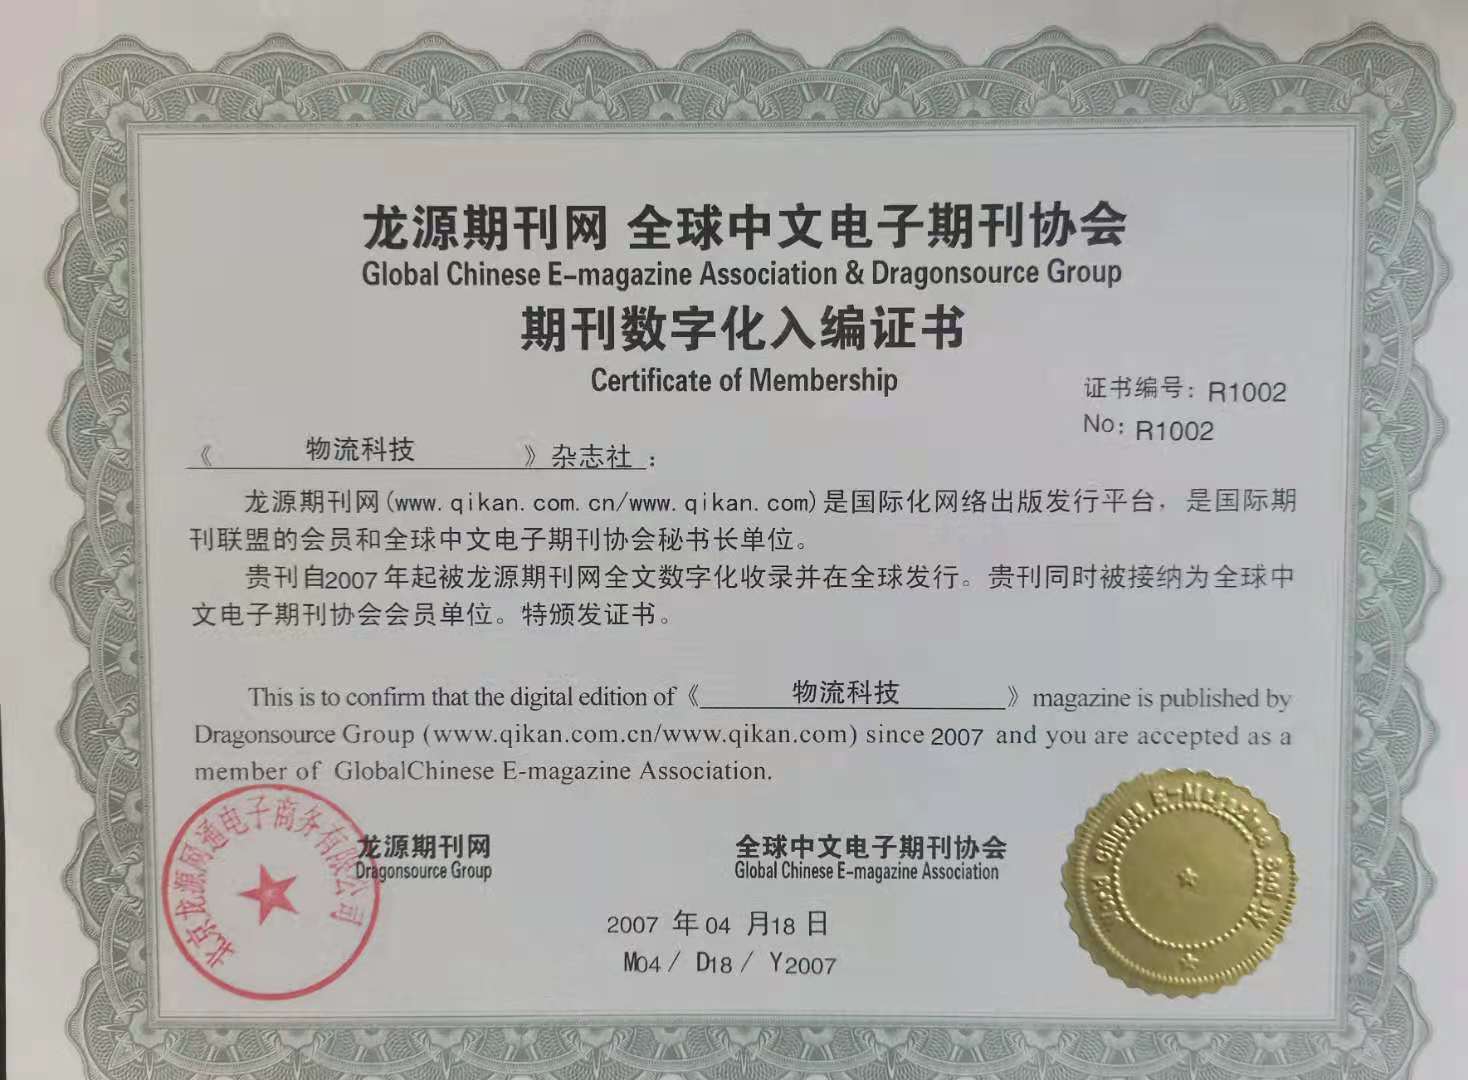 龙源期刊网 全球中文电子期刊协会
Global Chinese E-magazine Association & Dragonsource Group
期刊数字化入编证书
Certificate of Membership
证书编号：R1002
No：R1002
《 物流科技 》杂志社：
龙源期刊网(www.qikan.com.cn/www.qikan.com)是国际化网络出版发行平台，是国际期
刊联盟的会员和全球中文电子期刊协会秘书长单位。
贵刊自2007 年起被龙源期刊网全文数字化收录并在全球发行。贵刊同时被接纳为全球中
文电子期刊协会会员单位。特颁发证书。
This is to confirm that the digital edition of《 物流科技 》magazine is published by
Dragonsource Group (www.qikan.com.cn/www.qikan.com) since 2007 and you are accepted as a
member of GlobalChinese E-magazine Association.
北京龙源网通电子商务有限公司
龙源期刊网
Dragonsource Group
全球中文电子期刊协会
Global Chinese E-magazine Association
2007 年 04 月18 日
M04 / D18 / Y2007